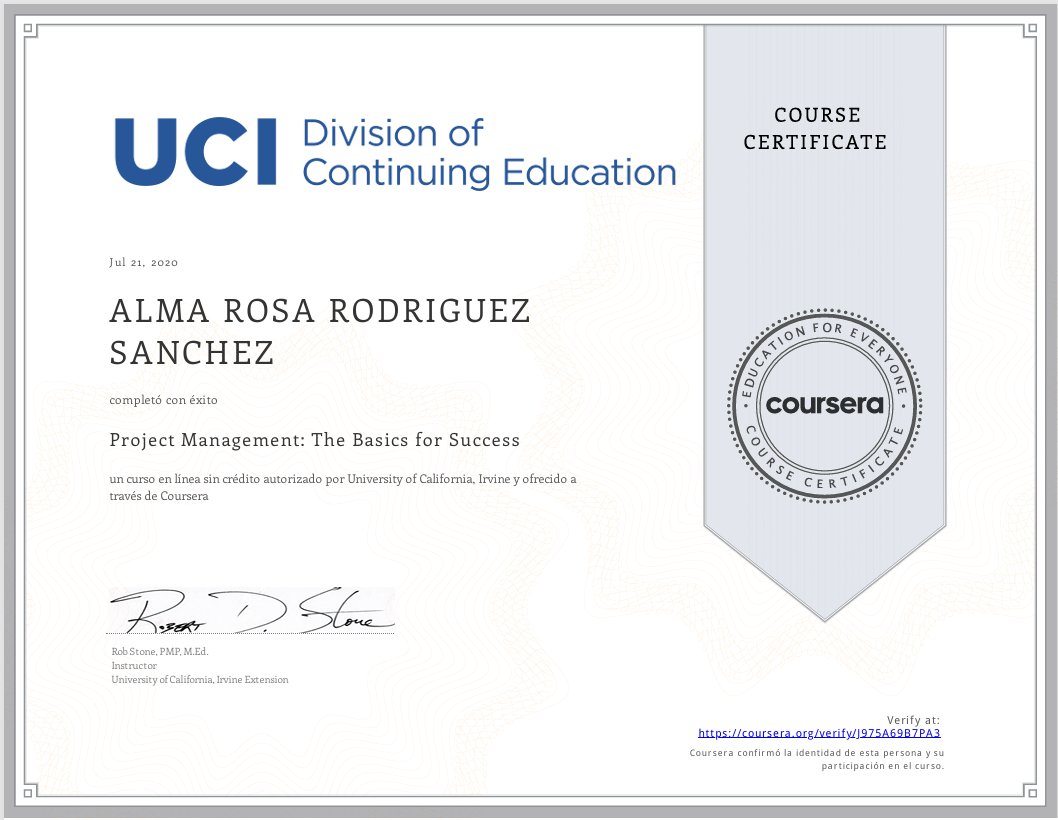 UCI Division of
Continuing Education
COURSE
CERTIFICATE
Jul 21, 2020
ALMA ROSA RODRIGUEZ
SANCHEZ
completó con éxito
Project Management: The Basics for Success
un curso en línea sin crédito autorizado por University of California, Irvine y ofrecido a
través de Coursera
EDUCATION FOR EVERYONE
coursera
COURSE CERTIFICATE
Robert D. Stone
Rob Stone, PMP, M.Ed.
Instructor
University of California, Irvine Extension
Verify at:
https://coursera.org/verify/J975A69B7PA3
Coursera confirmó la identidad de esta persona y su
participación en el curso.